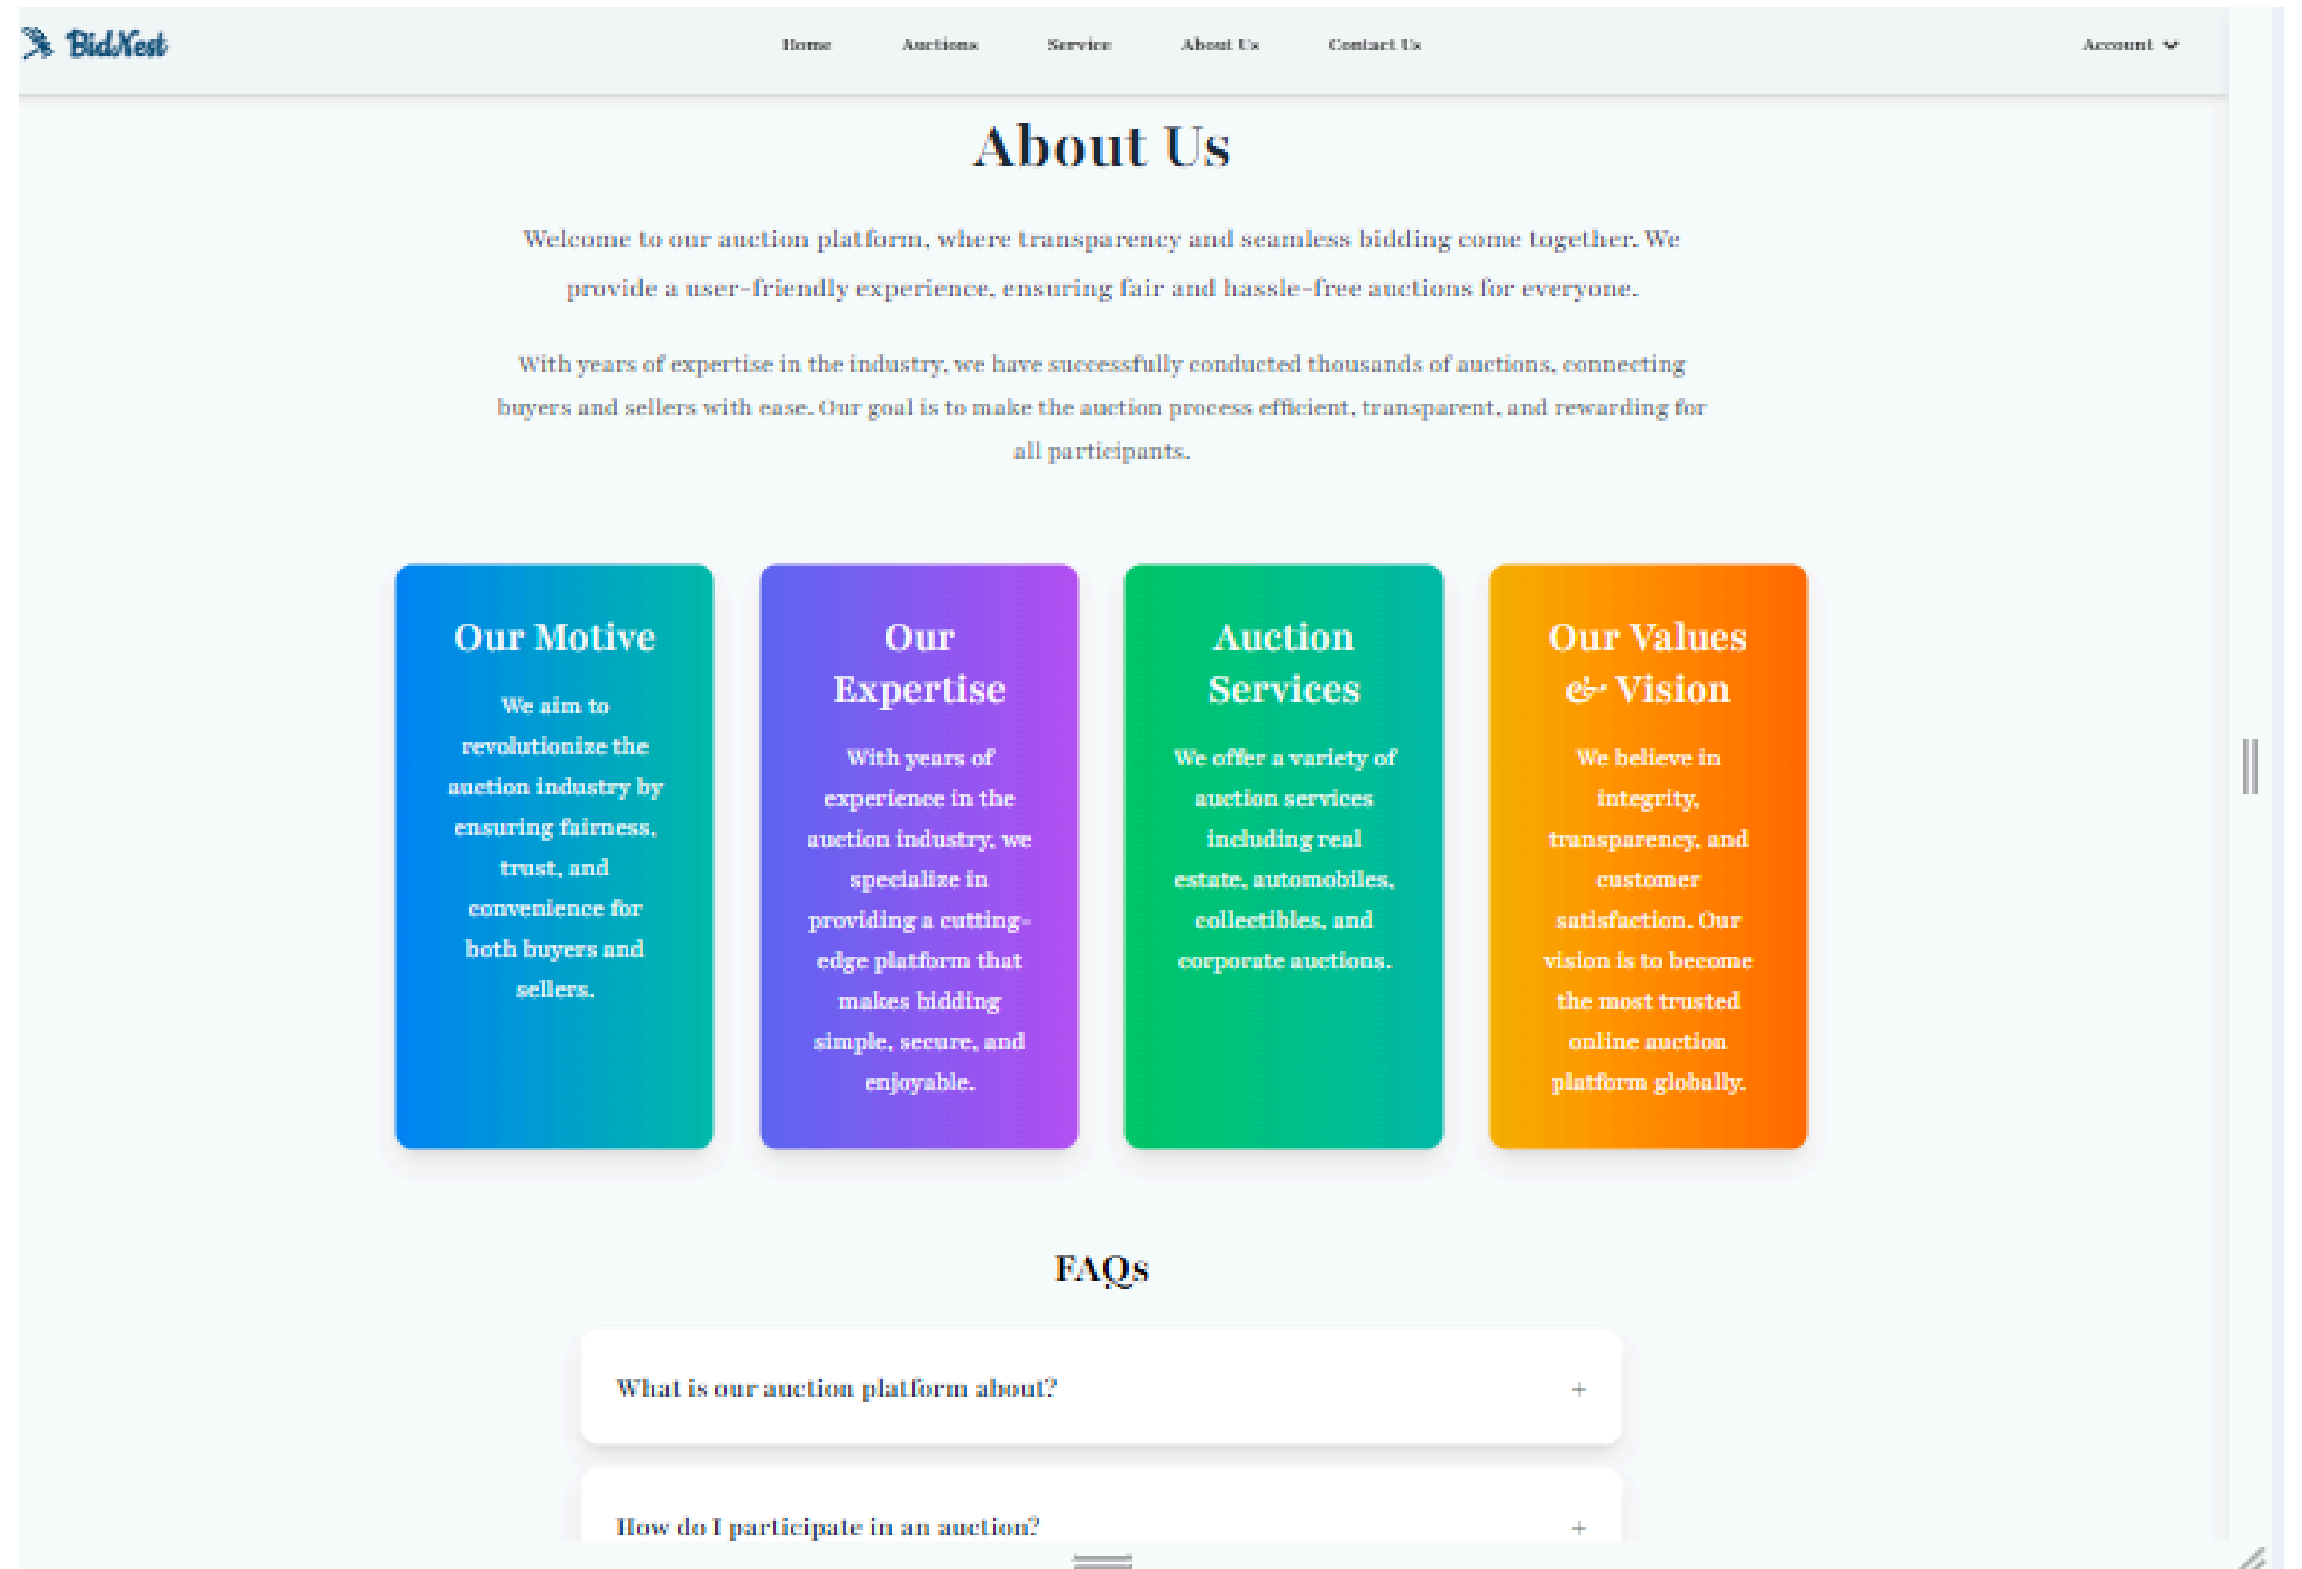 BidNest
Home Auctions Service About Us Contact Us Account
About Us
Welcome to our auction platform, where transparency and seamless bidding come together. We
provide a user-friendly experience, ensuring fair and hassle-free auctions for everyone.
With years of expertise in the industry, we have successfully conducted thousands of auctions, connecting
buyers and sellers with ease. Our goal is to make the auction process efficient, transparent, and rewarding for
all participants.
Our Motive
We aim to
revolutionize the
auction industry by
ensuring fairness,
trust, and
convenience for
both buyers and
sellers.
Our
Expertise
With years of
experience in the
auction industry, we
specialize in
providing a cutting-
edge platform that
makes bidding
simple, secure, and
enjoyable.
Auction
Services
We offer a variety of
auction services
including real
estate, automobiles,
collectibles, and
corporate auctions.
Our Values
& Vision
We believe in
integrity,
transparency, and
customer
satisfaction. Our
vision is to become
the most trusted
online auction
platform globally.
FAQs
What is our auction platform about? +
How do I participate in an auction? +